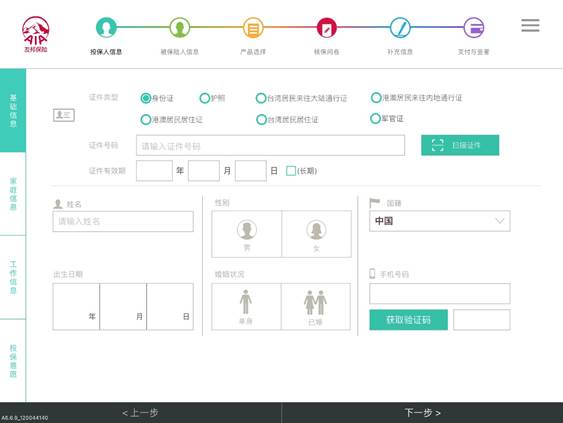 友邦保险
投保人信息
被保险人信息
产品选择
核保问卷
补充信息
支付与签署
基础信息
家庭信息
工作信息
投保意愿
证件类型
身份证
护照
台湾居民来往大陆通行证
港澳居民来往内地通行证
港澳居民居住证
台湾居民居住证
军官证
证件号码
请输入证件号码
扫描证件
证件有效期
年
月
日
(长期)
姓名
请输入姓名
性别
男
女
国籍
中国
出生日期
年
月
日
婚姻状况
单身
已婚
手机号码
获取验证码
A6.6.6_120044140
< 上一步
下一步 >